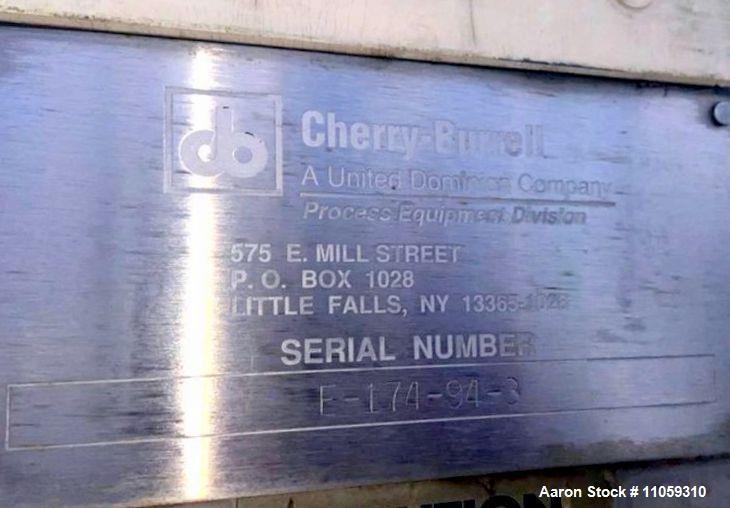 cb
Cherry-Burrell
A United Dominion Company
Process Equipment Division
575 E. MILL STREET
P.O. BOX 1028
LITTLE FALLS, NY 13365-1028
SERIAL NUMBER
E-174-94-3
Aaron Stock # 11059310